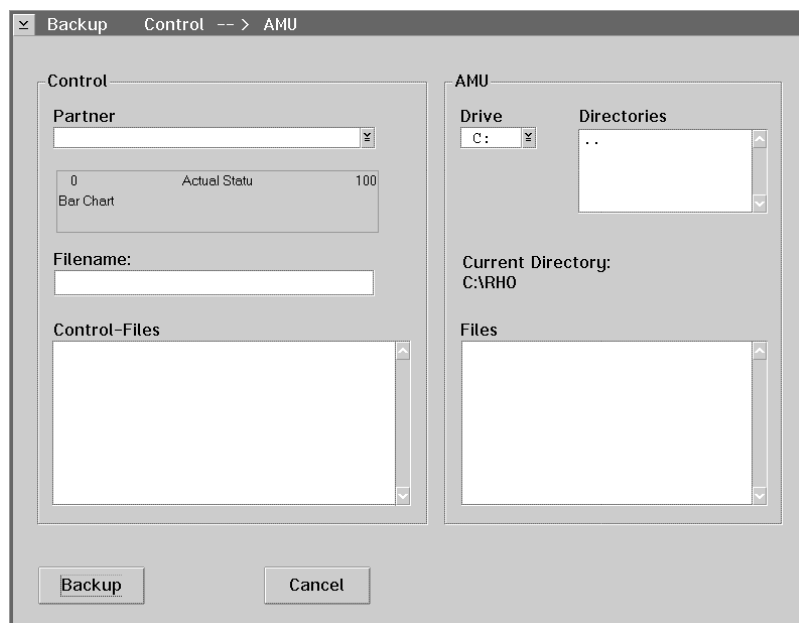 Backup Control --> AMU
Control
Partner
0 Actual Statu 100
Bar Chart
Filename:
Control-Files
AMU
Drive
C:
Directories
..
Current Directory:
C:\RHO
Files
Backup
Cancel